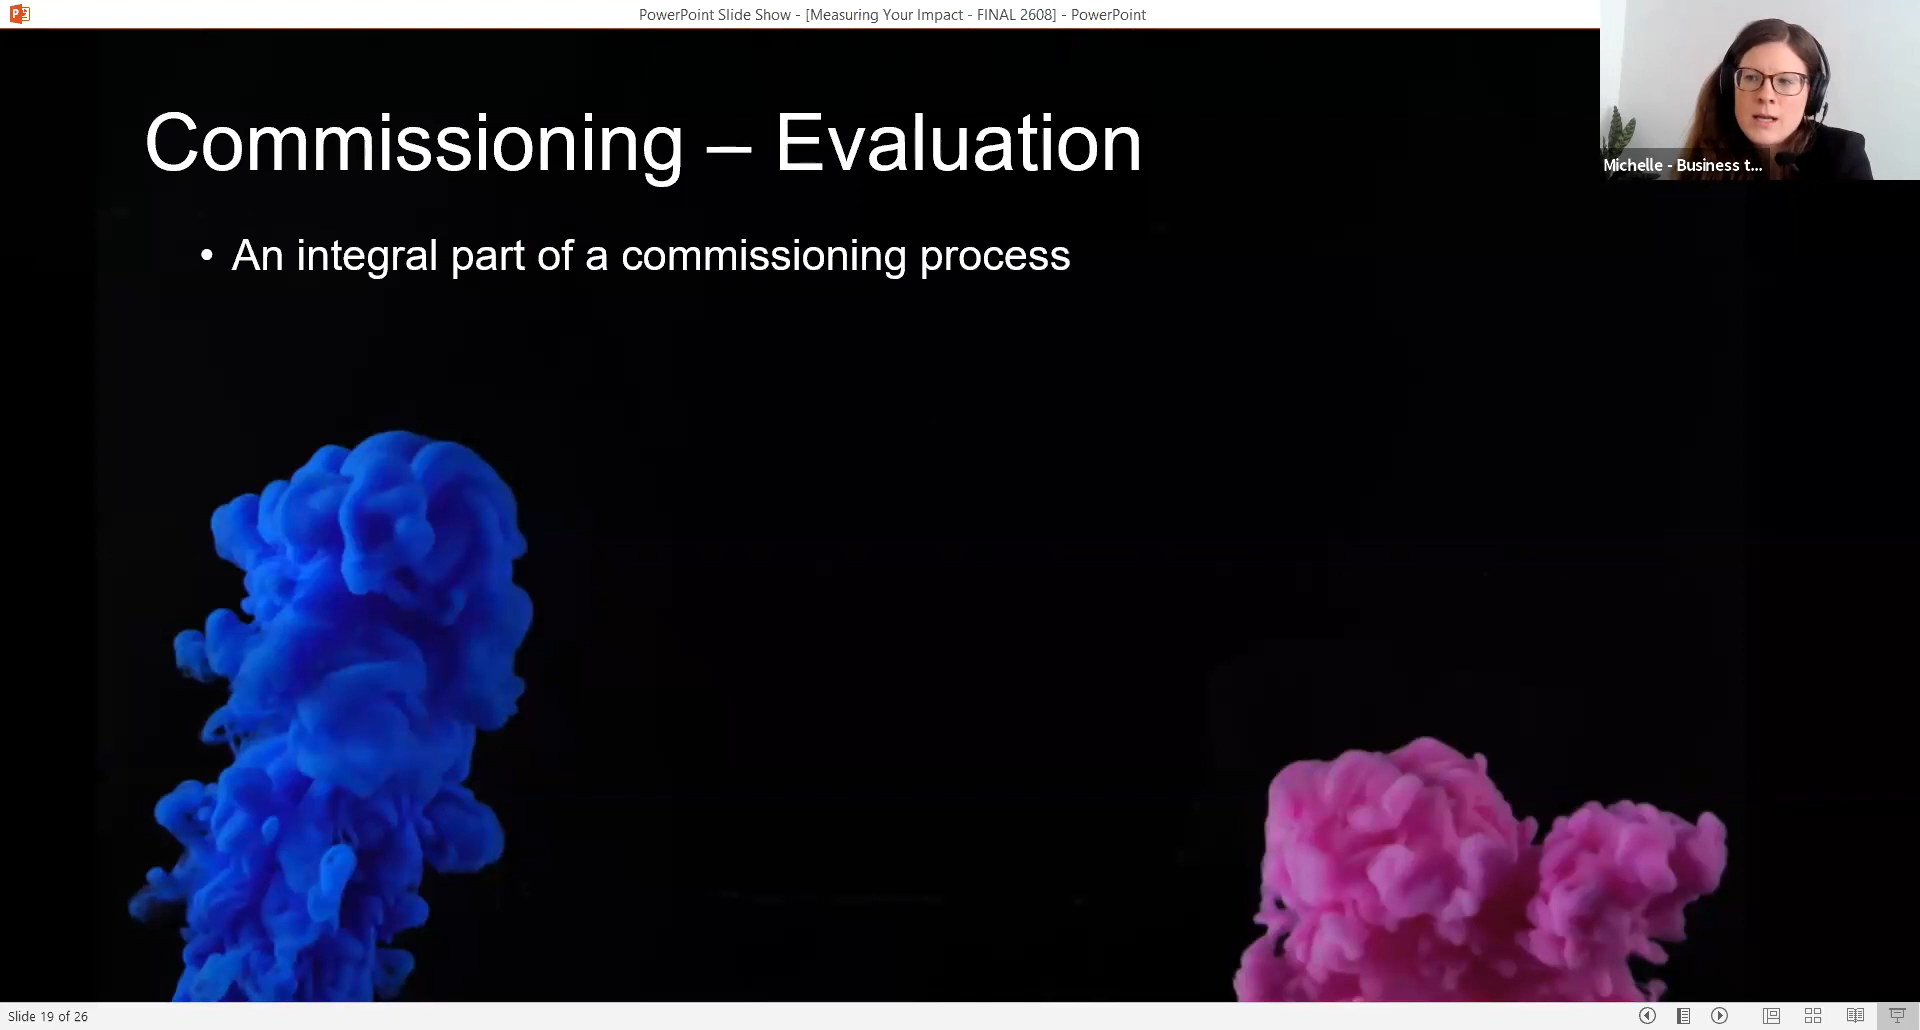 PowerPoint Slide Show - [Measuring Your Impact - FINAL 2608] - PowerPoint
Michelle - Business t...
Commissioning – Evaluation
• An integral part of a commissioning process
Slide 19 of 26